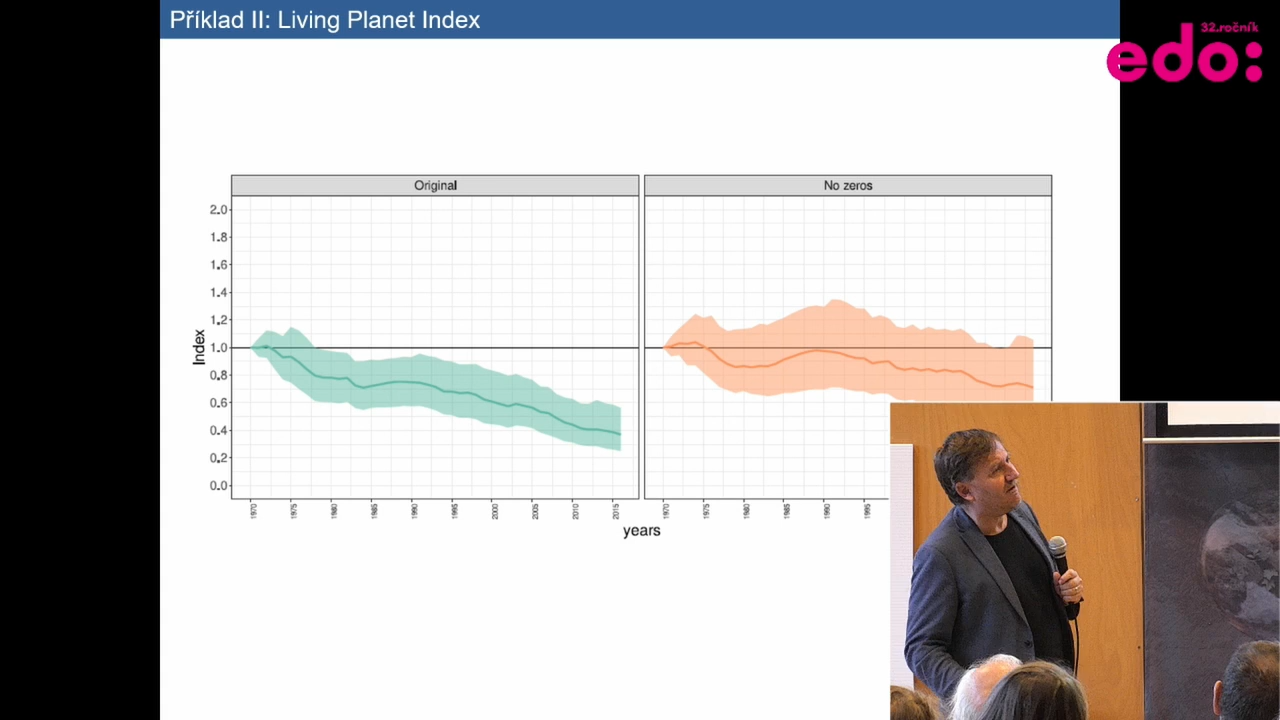 Příklad II: Living Planet Index
32.ročník
edo:
Original
No zeros
2.0
1.8
1.6
1.4
1.2
1.0
0.8
0.6
0.4
0.2
0.0
Index
1970 1975 1980 1985 1990 1995 2000 2005 2010 2015
1970 1975 1980 1985 1990 1995
years